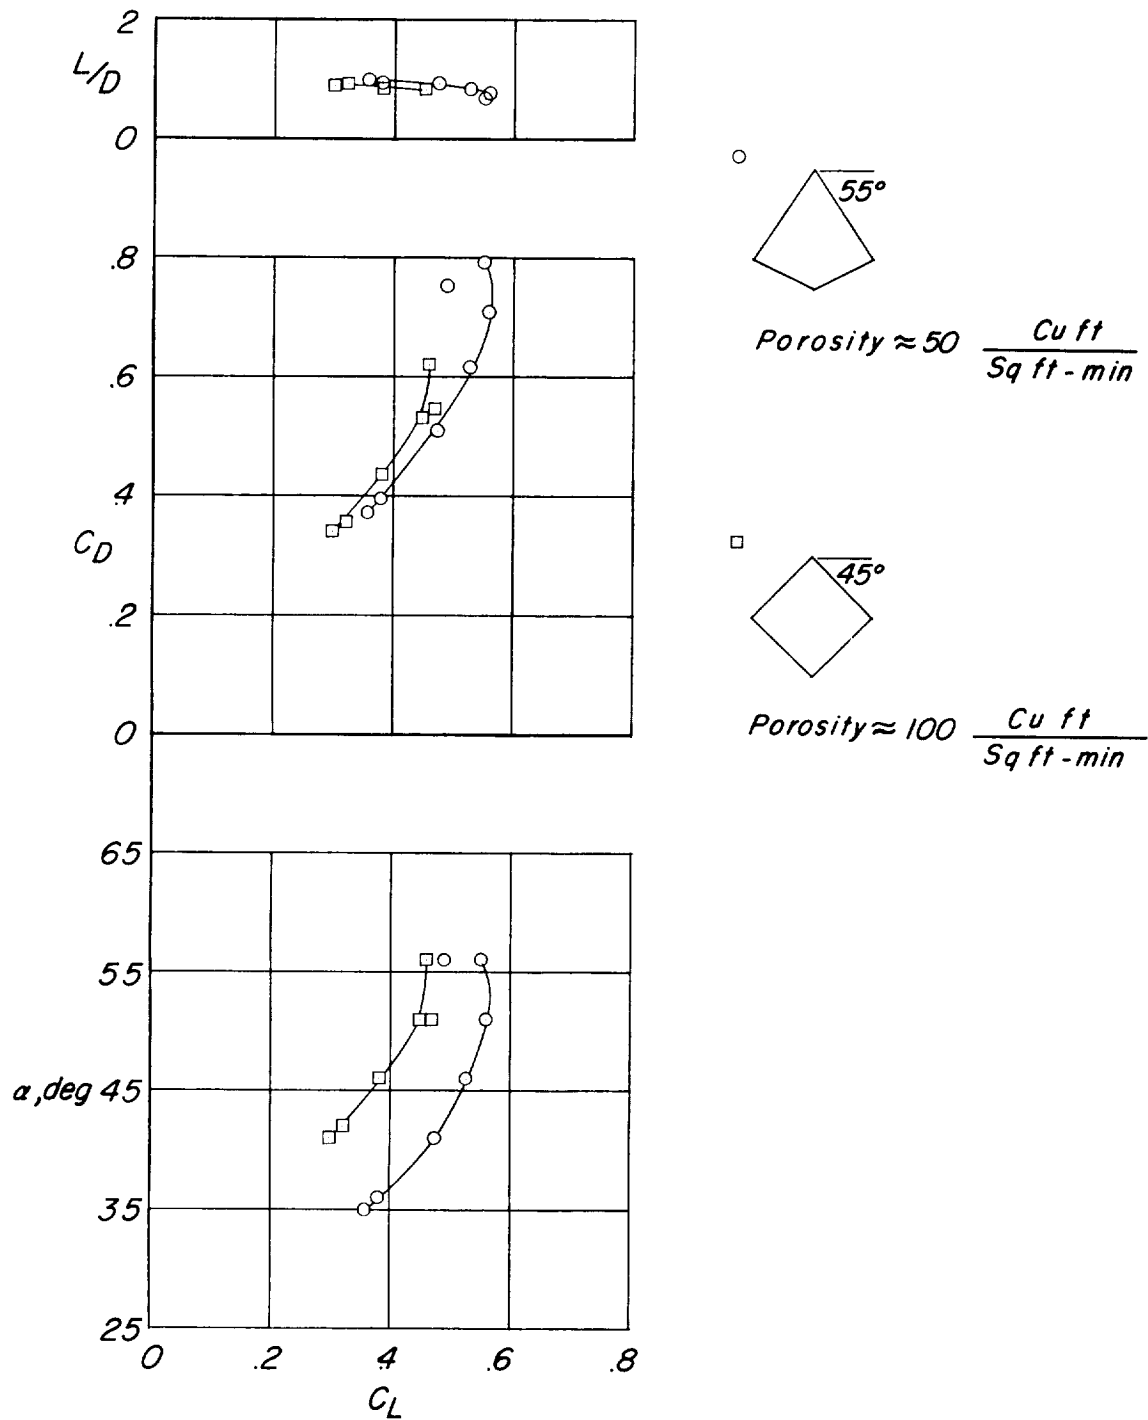 2
L/D
0
55°
.8
Porosity ≈ 50 Cu ft
Sq ft - min
.6
.4
C_D
45°
.2
0
Porosity ≈ 100 Cu ft
Sq ft - min
65
55
α, deg 45
35
25
0 .2 .4 .6 .8
C_L